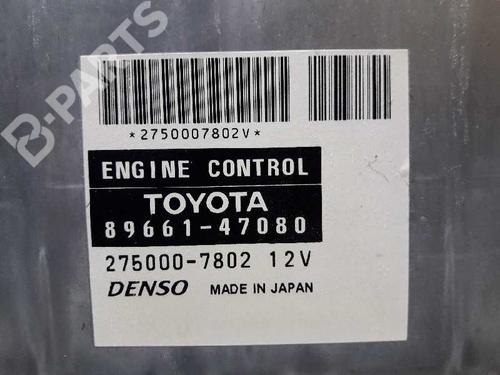 B-PARTS
*2750007802V*
ENGINE CONTROL
TOYOTA
89661-47080
275000-7802 12V
DENSO MADE IN JAPAN